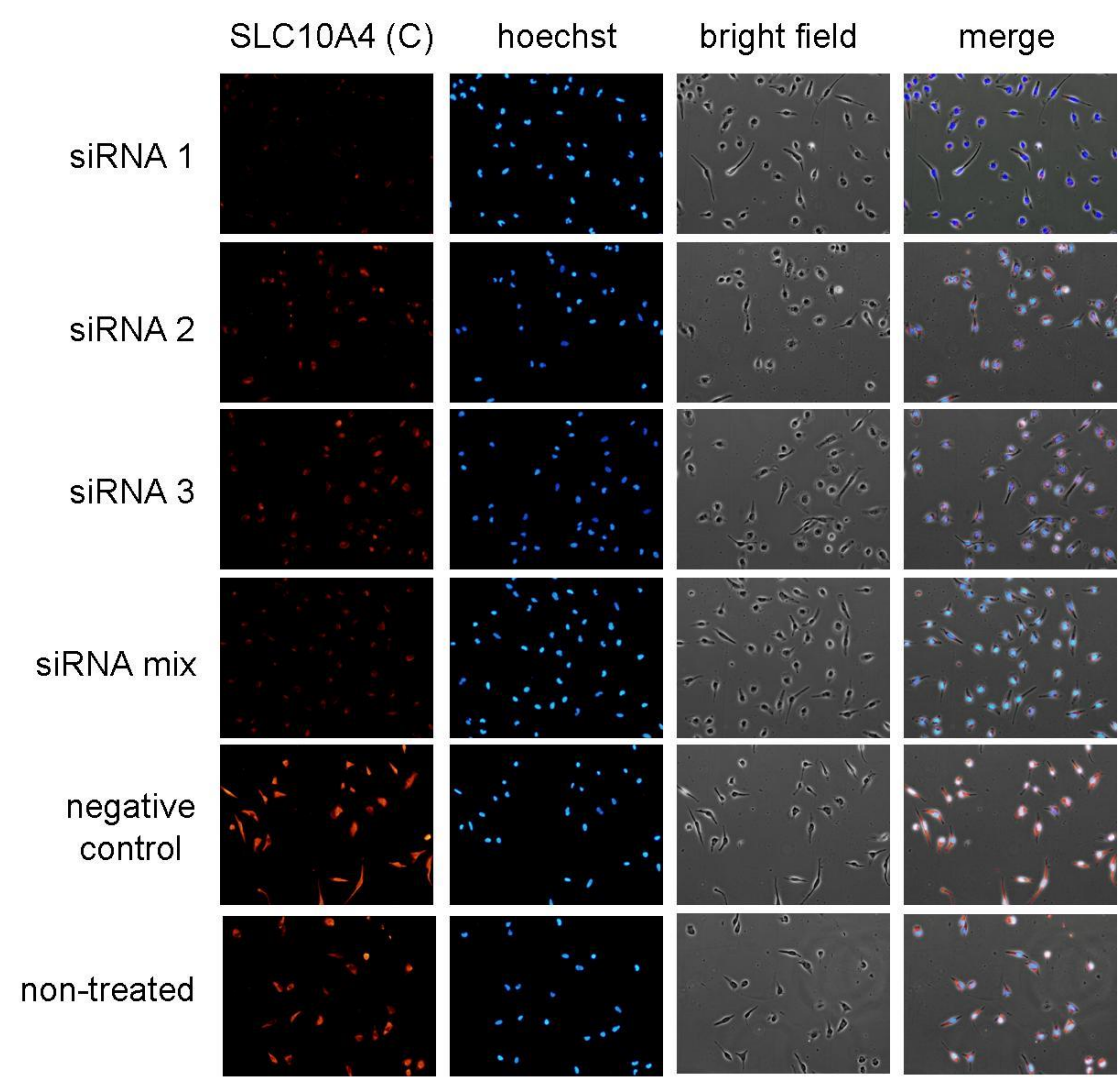 SLC10A4 (C) hoechst bright field merge
siRNA 1
siRNA 2
siRNA 3
siRNA mix
negative
control
non-treated